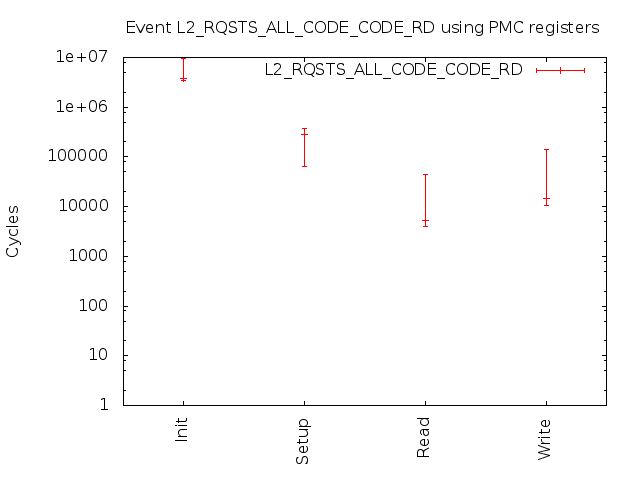 Event L2_RQSTS_ALL_CODE_CODE_RD using PMC registers
L2_RQSTS_ALL_CODE_CODE_RD
1e+07
1e+06
100000
10000
1000
100
10
1
Cycles
Init
Setup
Read
Write